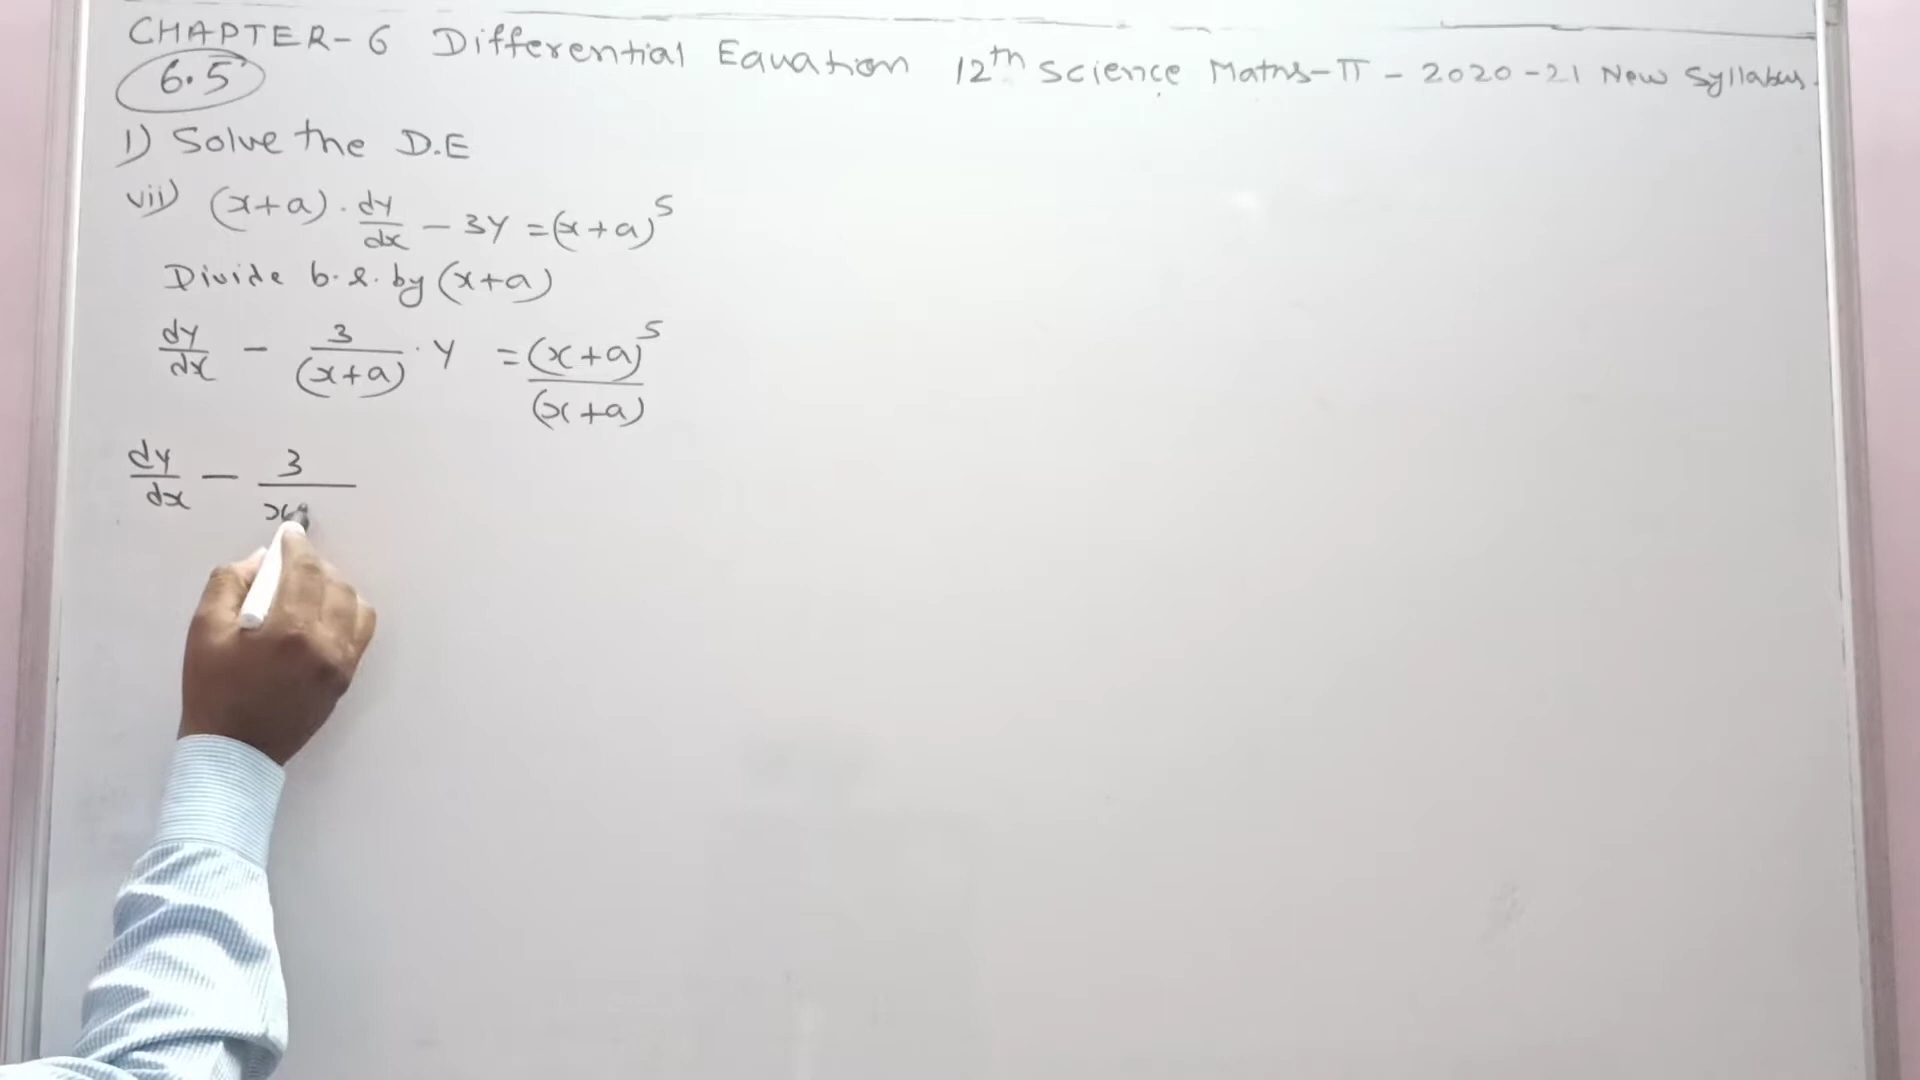 CHAPTER-6 Differential Equation 12th Science Maths-II - 2020-21 New Syllabus.
6.5
1) Solve the D.E
vii) (x+a) · dy/dx - 3y = (x+a)^5
Divide b.s. by (x+a)
dy/dx - 3/(x+a) · y = (x+a)^5/(x+a)
dy/dx - 3/x